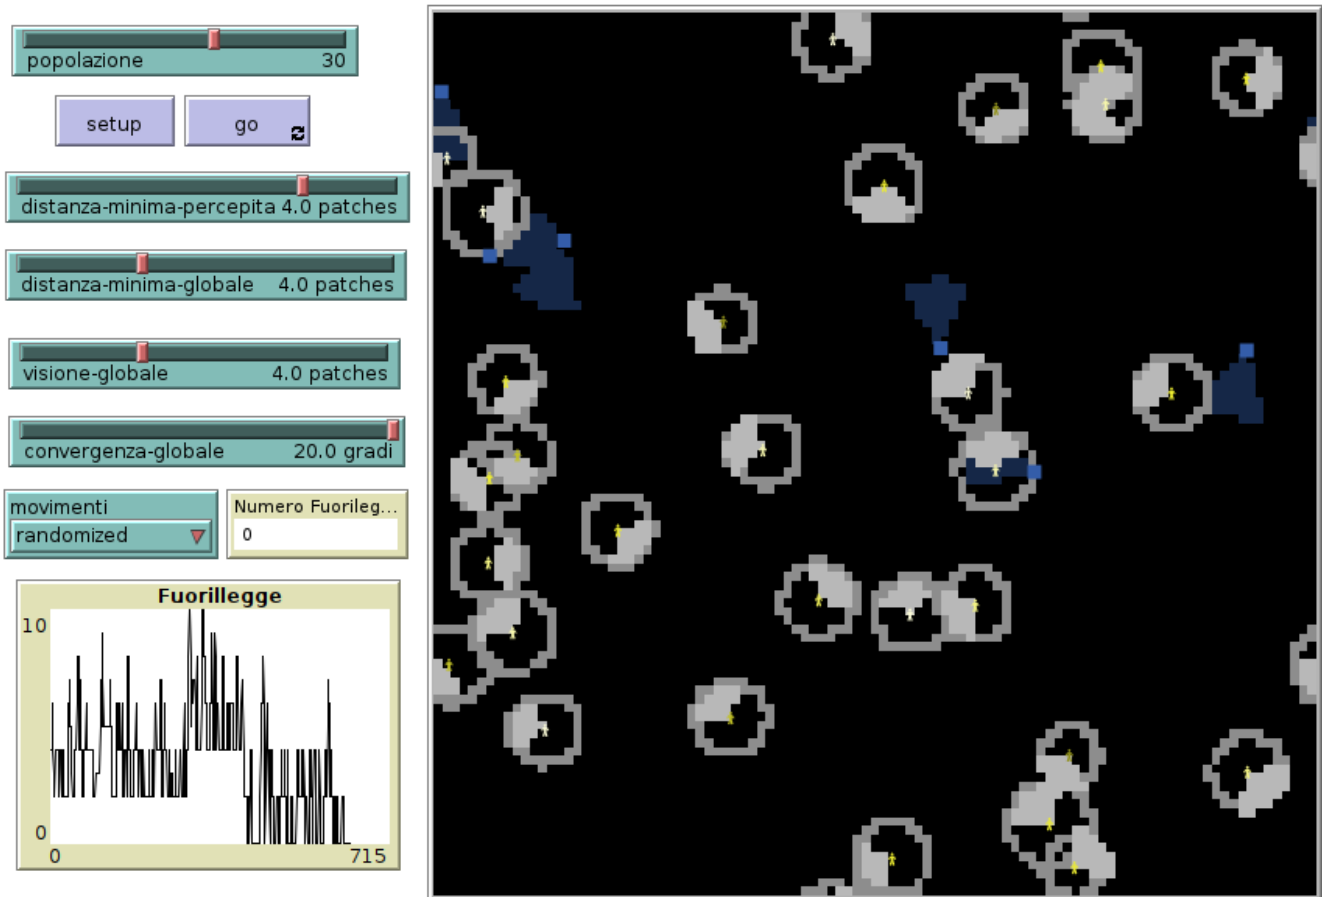 popolazione 30
setup
go
distanza-minima-percepita 4.0 patches
distanza-minima-globale 4.0 patches
visione-globale 4.0 patches
convergenza-globale 20.0 gradi
movimenti
randomized
Numero Fuorileg...
0
Fuorillegge
10
0
0 715